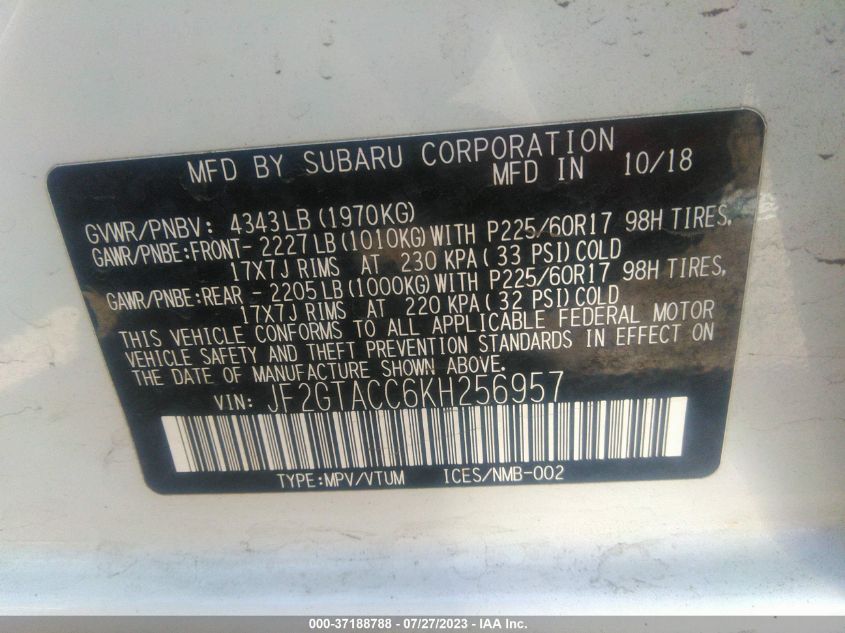 MFD BY SUBARU CORPORATION
MFD IN 10/18
GVWR/PNBV: 4343LB (1970KG)
GAWR/PNBE:FRONT- 2227LB (1010KG) WITH P225/60R17 98H TIRES,
17X7J RIMS AT 230 KPA ( 33 PSI) COLD
GAWR/PNBE:REAR - 2205LB (1000KG) WITH P225/60R17 98H TIRES,
17X7J RIMS AT 220 KPA ( 32 PSI) COLD
THIS VEHICLE CONFORMS TO ALL APPLICABLE FEDERAL MOTOR
VEHICLE SAFETY AND THEFT PREVENTION STANDARDS IN EFFECT ON
THE DATE OF MANUFACTURE SHOWN ABOVE.
VIN: JF2GTACC6KH256957
TYPE:MPV/VTUM ICES/NMB-002
000-37188788 - 07/27/2023 - IAA Inc.